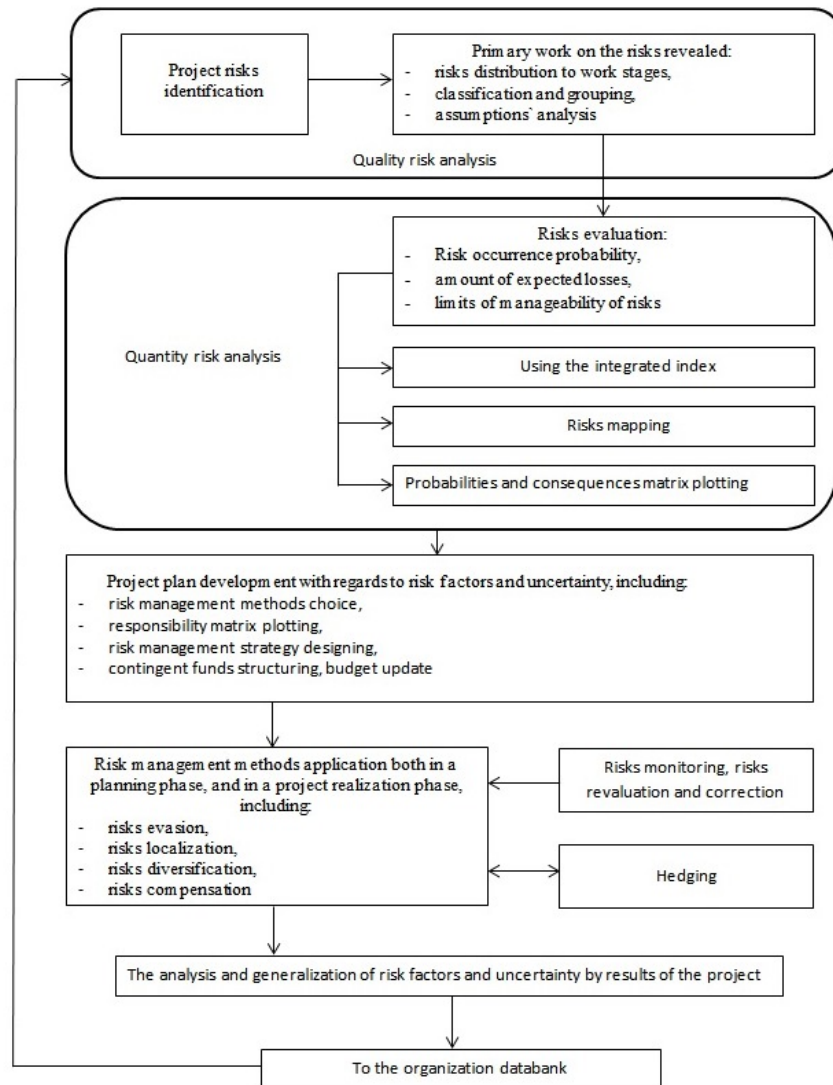 Project risks
identification
Primary work on the risks revealed:
- risks distribution to work stages,
- classification and grouping,
- assumptions` analysis
Quality risk analysis
Risks evaluation:
- Risk occurrence probability,
- amount of expected losses,
- limits of manageability of risks
Quantity risk analysis
Using the integrated index
Risks mapping
Probabilities and consequences matrix plotting
Project plan development with regards to risk factors and uncertainty, including:
- risk management methods choice,
- responsibility matrix plotting,
- risk management strategy designing,
- contingent funds structuring, budget update
Risk management methods application both in a
planning phase, and in a project realization phase,
including:
- risks evasion,
- risks localization,
- risks diversification,
- risks compensation
Risks monitoring, risks
revaluation and correction
Hedging
The analysis and generalization of risk factors and uncertainty by results of the project
To the organization databank